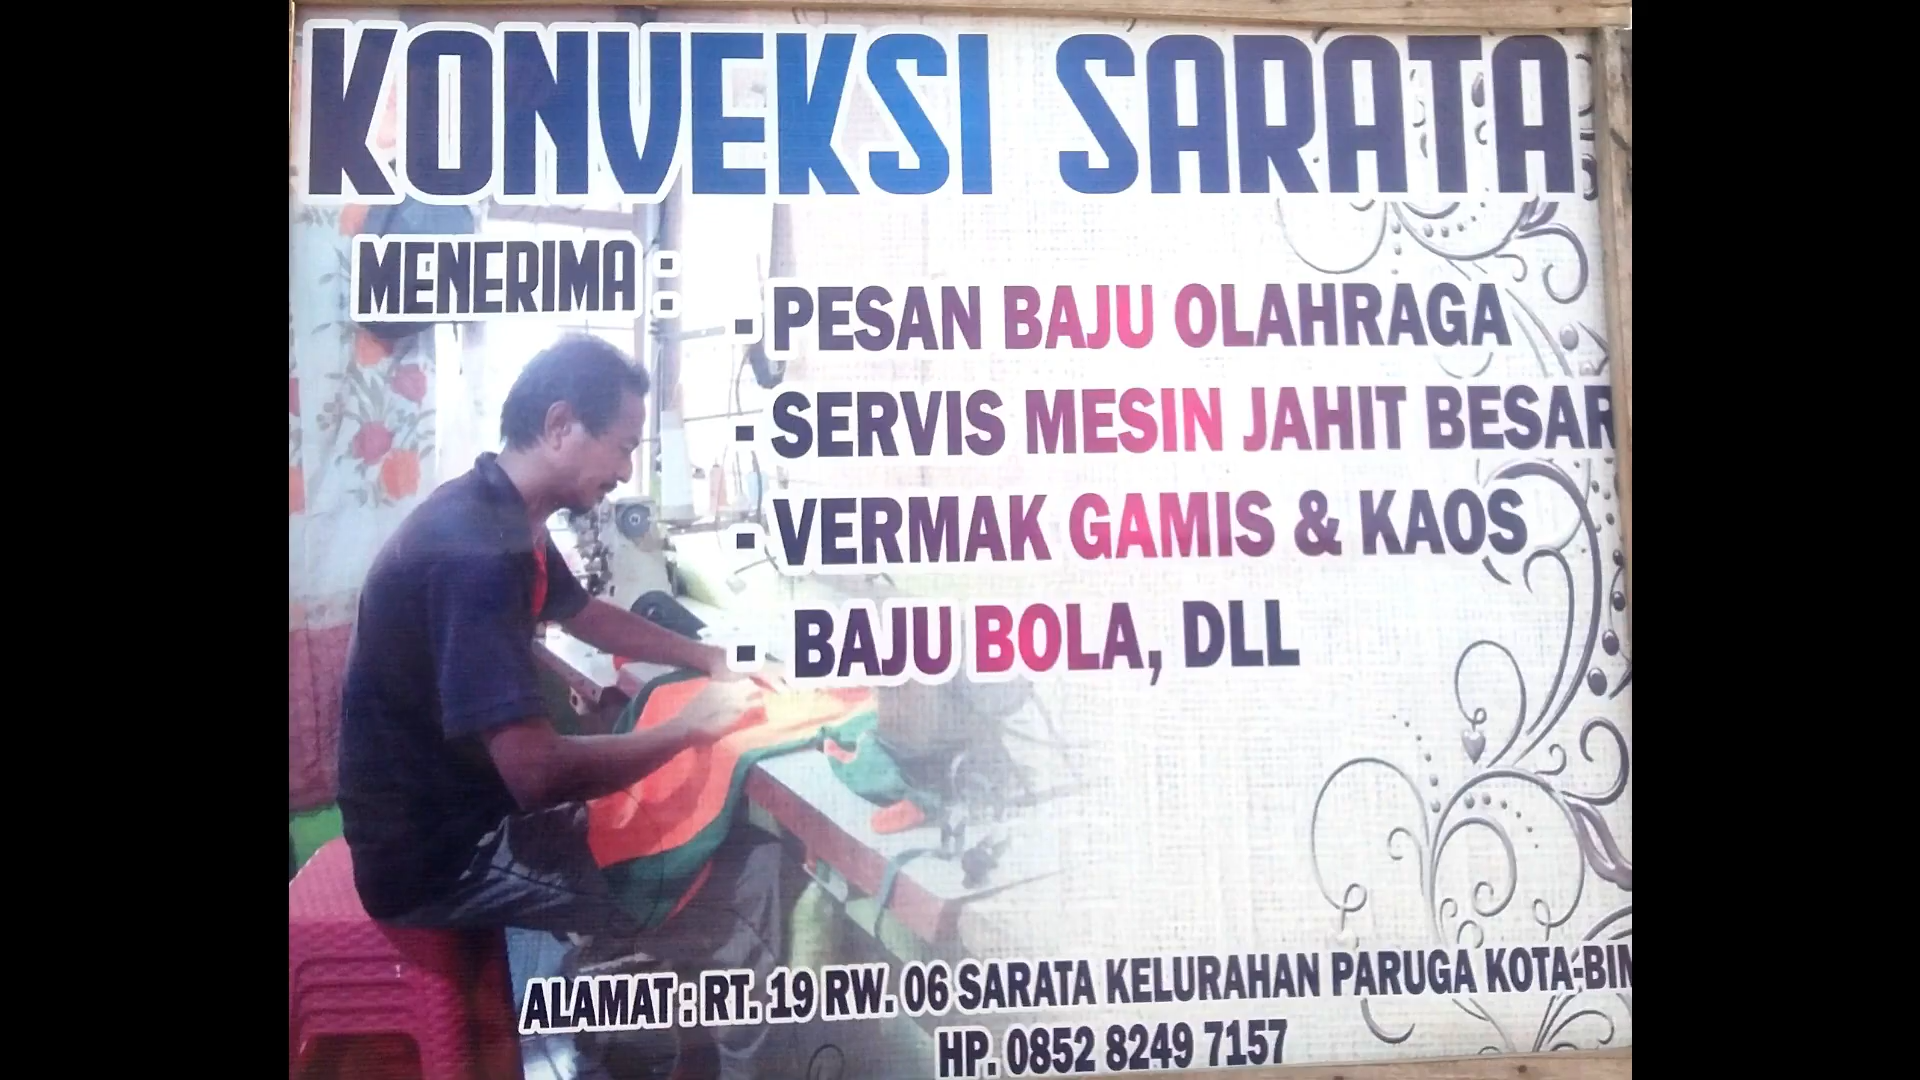 KONVEKSI SARATA
MENERIMA :
- PESAN BAJU OLAHRAGA
- SERVIS MESIN JAHIT BESAR
- VERMAK GAMIS & KAOS
- BAJU BOLA, DLL
ALAMAT : RT. 19 RW. 06 SARATA KELURAHAN PARUGA KOTA-BIM
HP. 0852 8249 7157